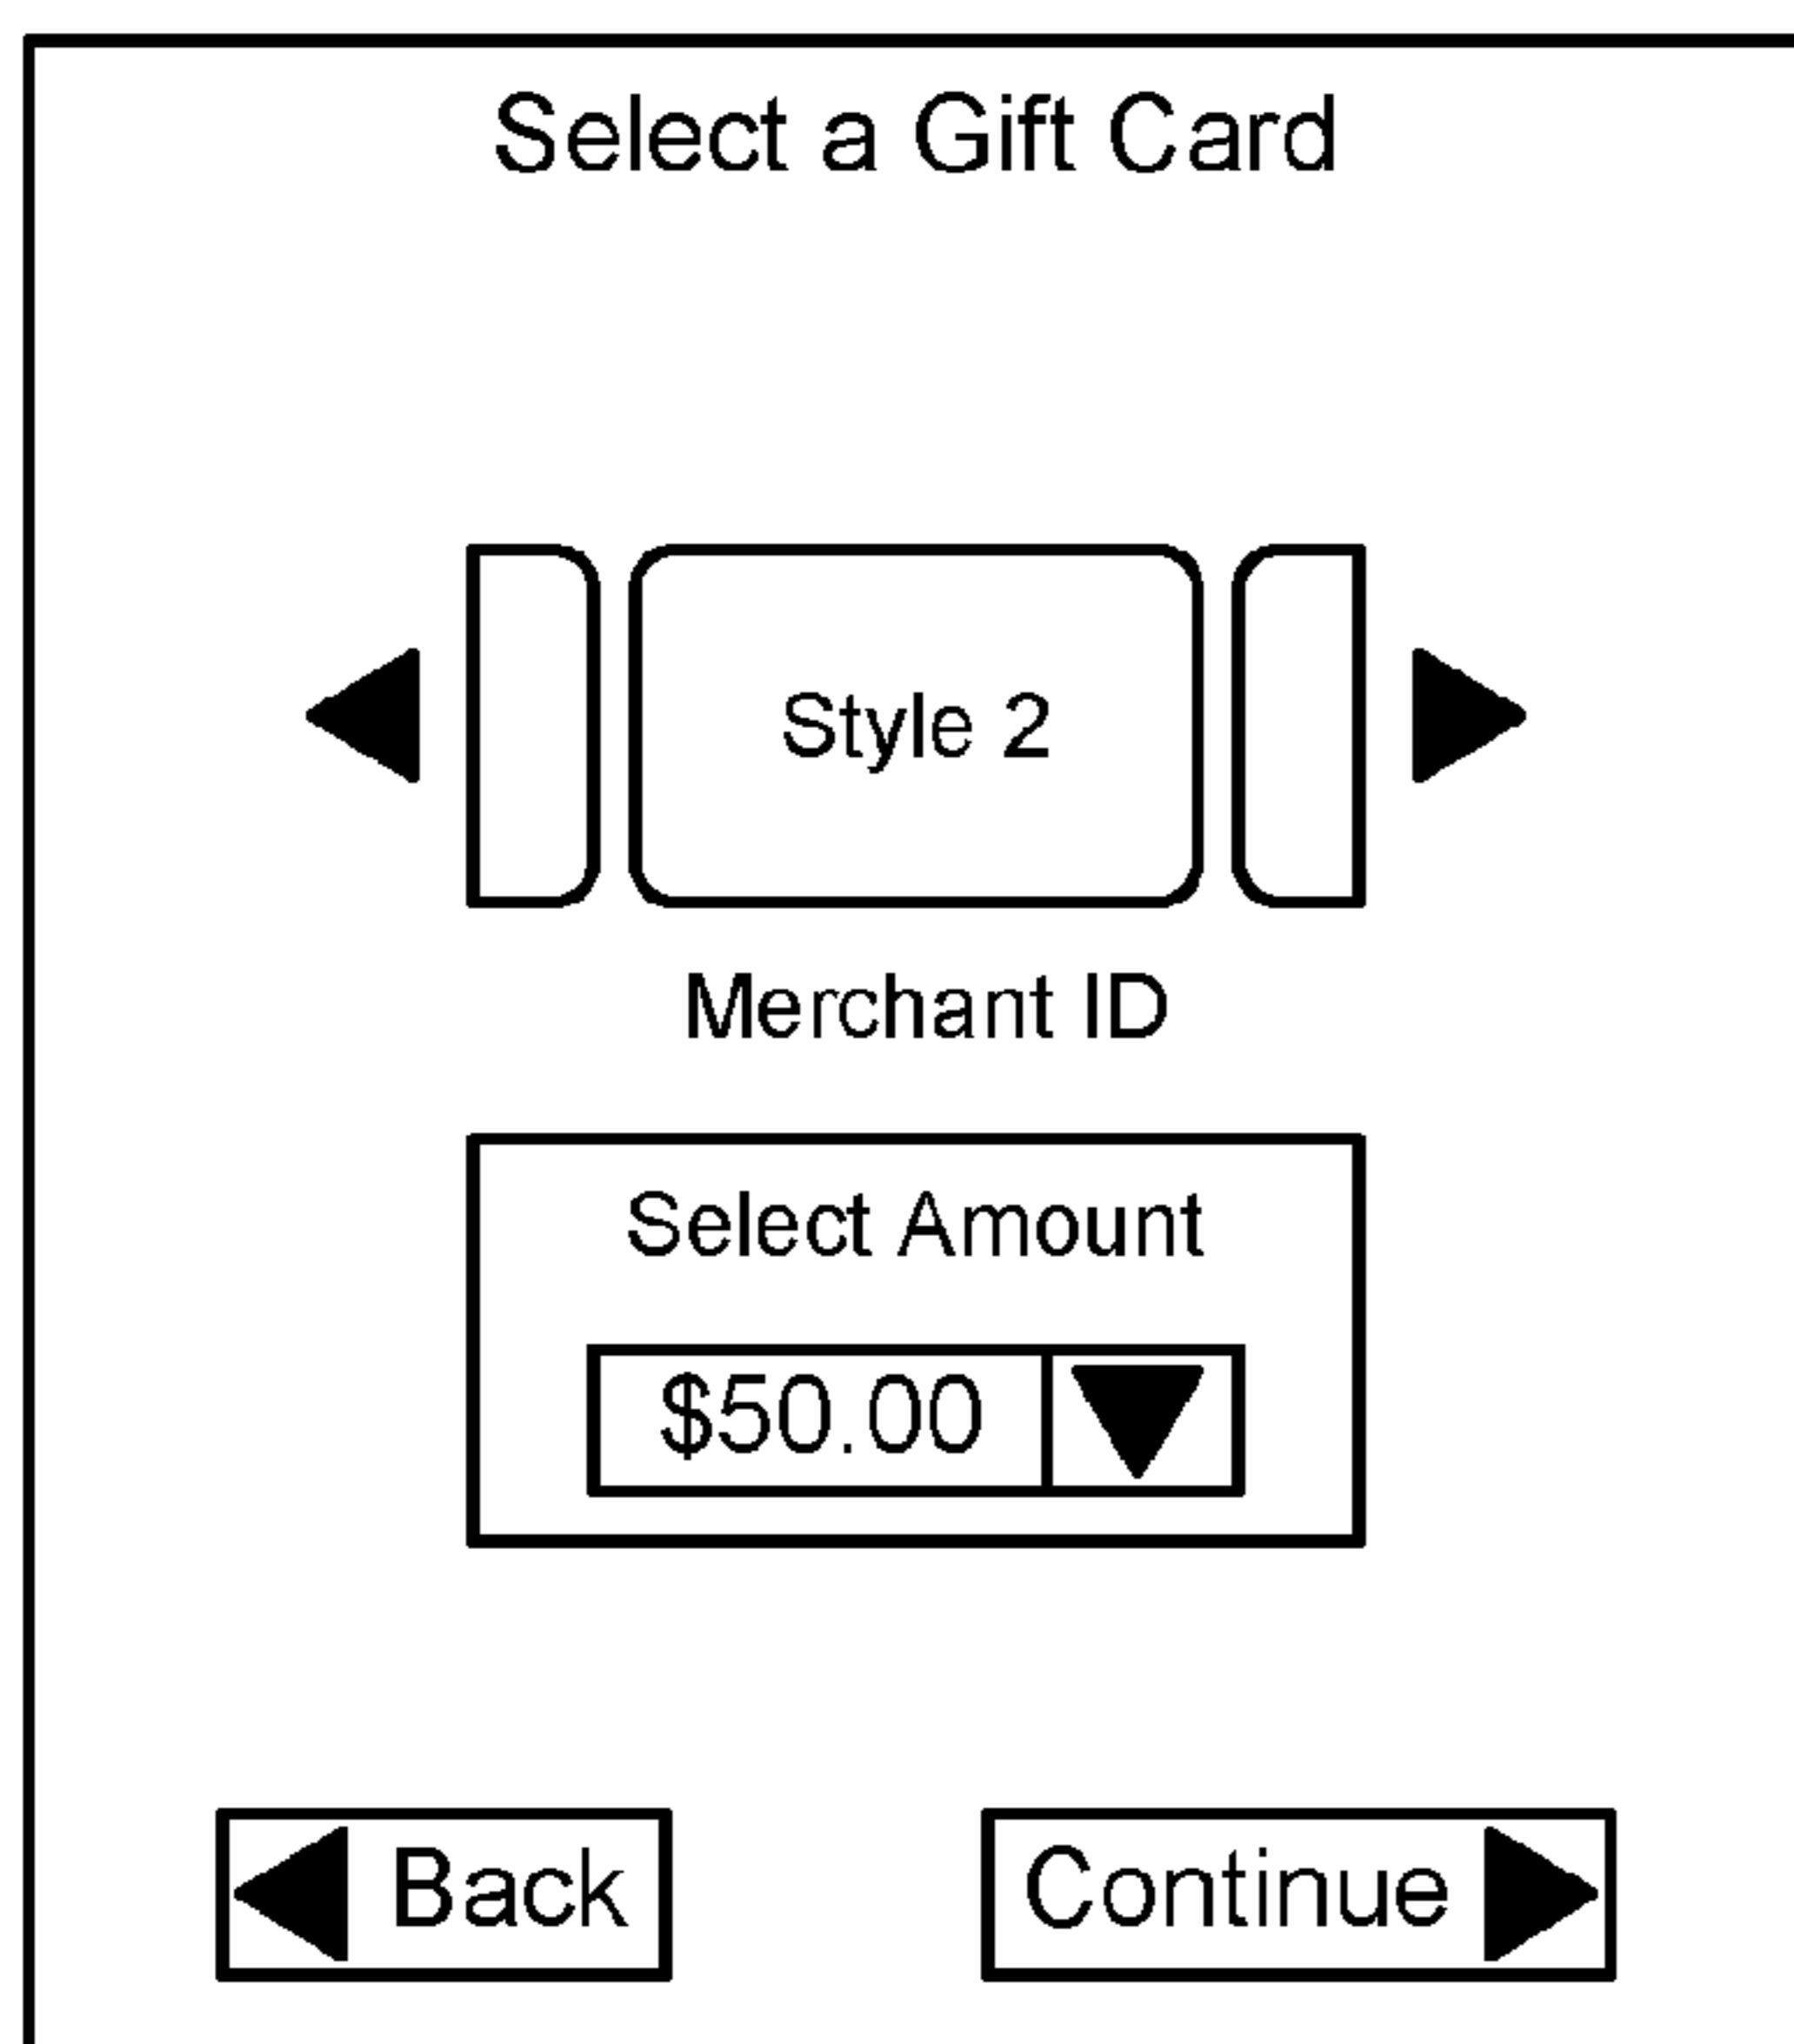 Select a Gift Card
Style 2
Merchant ID
Select Amount
$50.00
Back
Continue